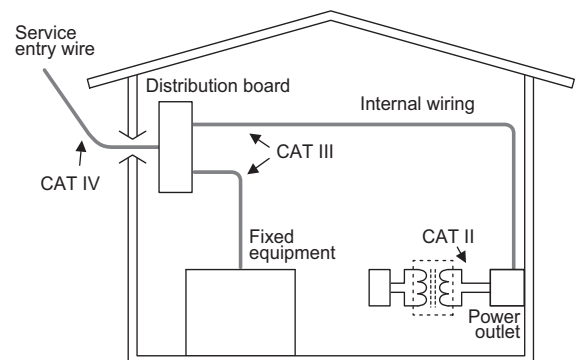 Service
entry wire
Distribution board
Internal wiring
CAT III
CAT IV
Fixed
equipment
CAT II
Power
outlet